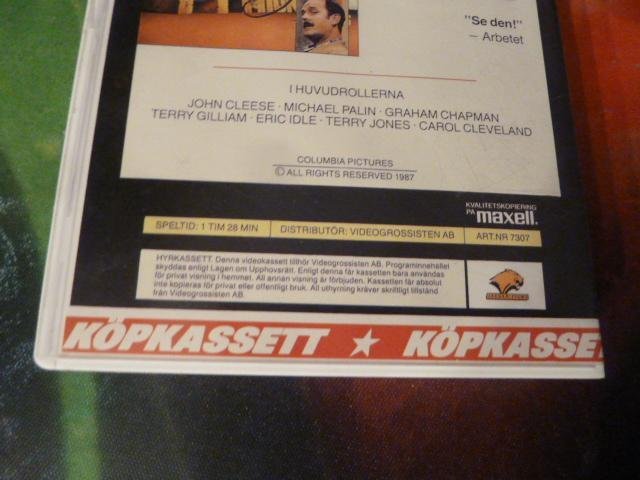 "Se den!"
– Arbetet
I HUVUDROLLERNA
JOHN CLEESE · MICHAEL PALIN · GRAHAM CHAPMAN
TERRY GILLIAM · ERIC IDLE · TERRY JONES · CAROL CLEVELAND
COLUMBIA PICTURES
© ALL RIGHTS RESERVED 1987
KVALITETSKOPIERING
PÅ maxell.
SPELTID: 1 TIM 28 MIN DISTRIBUTÖR: VIDEOGROSSISTEN AB ART.NR 7307
HYRKASSETT. Denna videokassett tillhör Videogrossisten AB. Programinnehållet
skyddas enligt Lagen om Upphovsrätt. Enligt denna får kassetten bara användas
för privat visning i hemmet. All annan visning är förbjuden. Kassetten får absolut
inte kopieras för privat eller offentligt bruk. All uthyrning kräver skriftligt tillstånd
från Videogrossisten AB.
KÖPKASSETT ★ KÖPKASSE